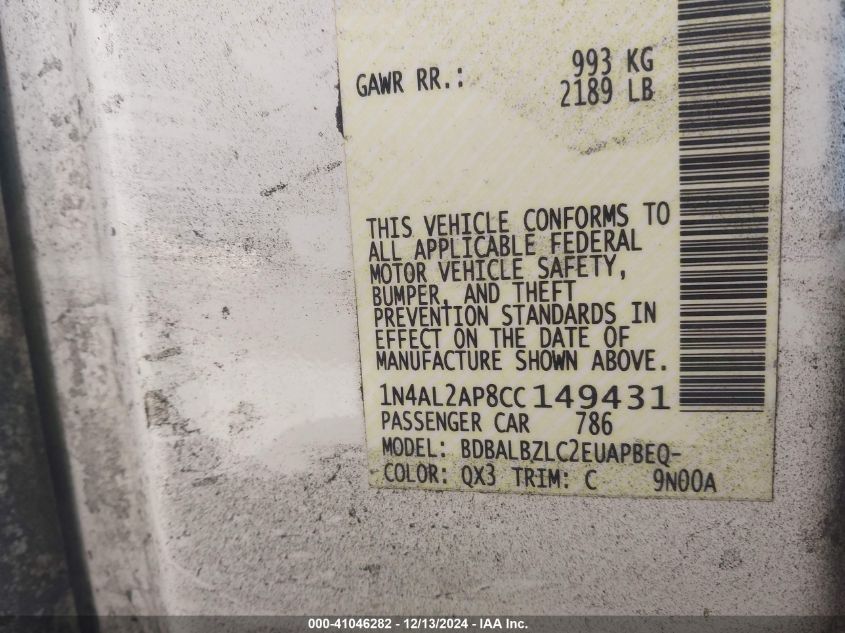 GAWR RR.: 993 KG
2189 LB
THIS VEHICLE CONFORMS TO
ALL APPLICABLE FEDERAL
MOTOR VEHICLE SAFETY,
BUMPER, AND THEFT
PREVENTION STANDARDS IN
EFFECT ON THE DATE OF
MANUFACTURE SHOWN ABOVE.
1N4AL2AP8CC149431
PASSENGER CAR 786
MODEL: BDBALBZLC2EUAPBEQ-
COLOR: QX3 TRIM: C 9N00A
000-41046282 - 12/13/2024 - IAA Inc.